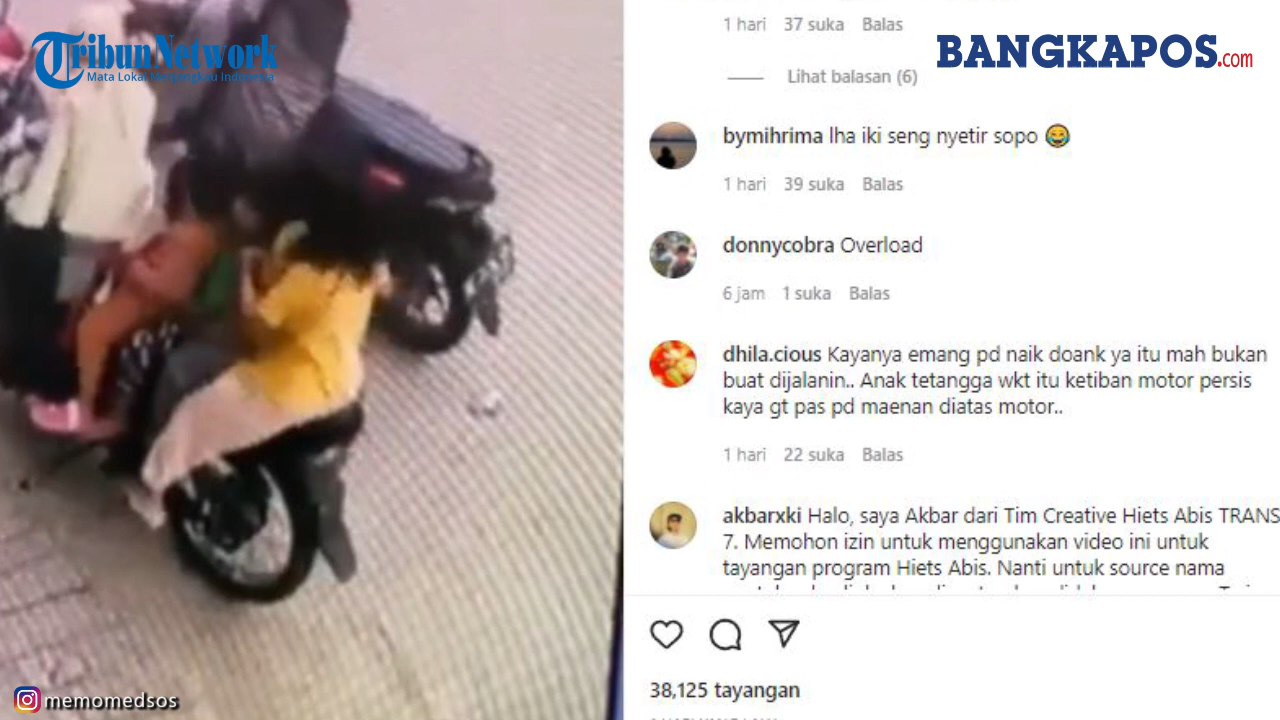 TribunNetwork
Mata Lokal Menjangkau Indonesia
BANGKAPOS.com
1 hari 37 suka Balas
Lihat balasan (6)
bymihrima lha iki seng nyetir sopo 😂
1 hari 39 suka Balas
donnycobra Overload
6 jam 1 suka Balas
dhila.cious Kayanya emang pd naik doank ya itu mah bukan
buat dijalanin.. Anak tetangga wkt itu ketiban motor persis
kaya gt pas pd maenan diatas motor..
1 hari 22 suka Balas
akbarxki Halo, saya Akbar dari Tim Creative Hiets Abis TRANS
7. Memohon izin untuk menggunakan video ini untuk
tayangan program Hiets Abis. Nanti untuk source nama
38,125 tayangan
memomedsos